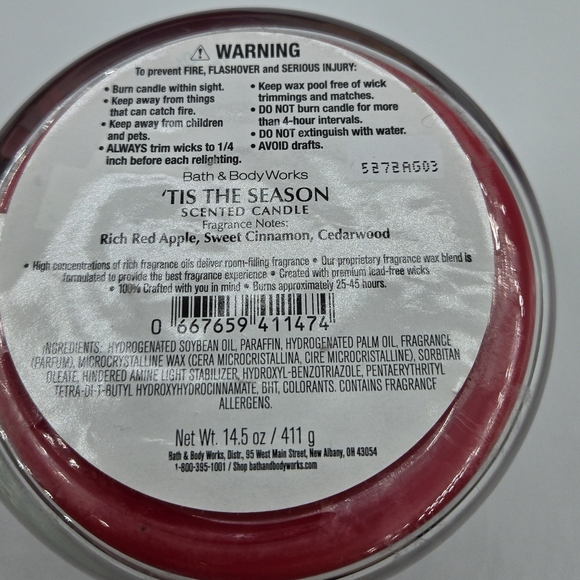 ⚠ WARNING
To prevent FIRE, FLASHOVER and SERIOUS INJURY:
• Burn candle within sight.
• Keep away from things
that can catch fire.
• Keep away from children
and pets.
• ALWAYS trim wicks to 1/4
inch before each relighting.
• Keep wax pool free of wick
trimmings and matches.
• DO NOT burn candle for more
than 4-hour intervals.
• DO NOT extinguish with water.
• AVOID drafts.
5272AG03
Bath & Body Works
'TIS THE SEASON
SCENTED CANDLE
Fragrance Notes:
Rich Red Apple, Sweet Cinnamon, Cedarwood
• High concentrations of rich fragrance oils deliver room-filling fragrance • Our proprietary fragrance wax blend is
formulated to provide the best fragrance experience • Created with premium lead-free wicks
• 100% Crafted with you in mind • Burns approximately 25-45 hours.
0 667659 411474
INGREDIENTS: HYDROGENATED SOYBEAN OIL, PARAFFIN, HYDROGENATED PALM OIL, FRAGRANCE
(PARFUM), MICROCRYSTALLINE WAX (CERA MICROCRISTALLINA, CIRE MICROCRISTALLINE), SORBITAN
OLEATE, HINDERED AMINE LIGHT STABILIZER, HYDROXYL-BENZOTRIAZOLE, PENTAERYTHRITYL
TETRA-DI-T-BUTYL HYDROXYHYDROCINNAMATE, BHT, COLORANTS. CONTAINS FRAGRANCE
ALLERGENS.
Net Wt. 14.5 oz / 411 g
Bath & Body Works, Distr., 95 West Main Street, New Albany, OH 43054
1-800-395-1001 / Shop bathandbodyworks.com